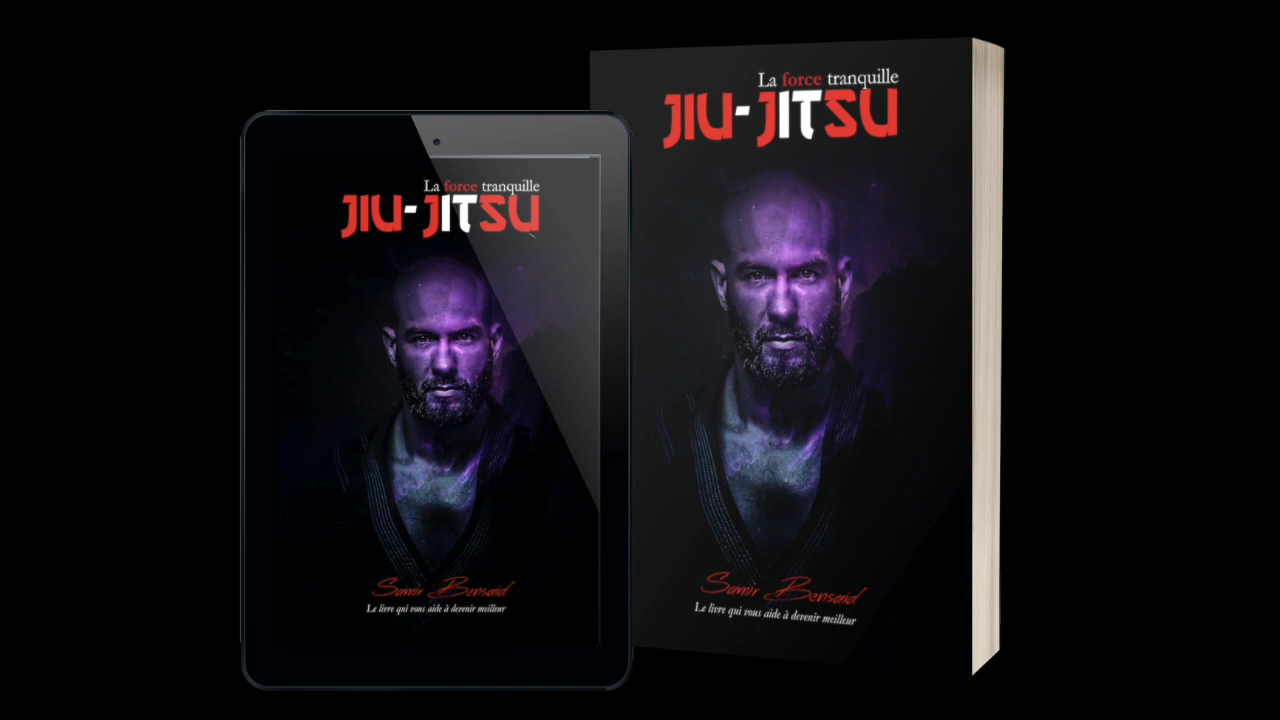 La force tranquille
JIU-JITSU
Samir Bensaid
Le livre qui vous aide à devenir meilleur
La force tranquille
JIU-JITSU
Samir Bensaid
Le livre qui vous aide à devenir meilleur